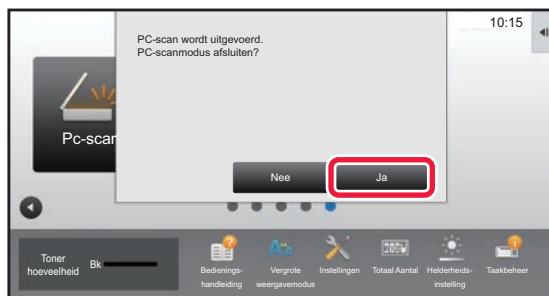 10:15
PC-scan wordt uitgevoerd.
PC-scanmodus afsluiten?
Pc-scan
Nee
Ja
Toner
hoeveelheid
Bk
Bedienings-
handleiding
Vergrote
weergavemodus
Instellingen
Totaal Aantal
Helderheids-
instelling
Taakbeheer